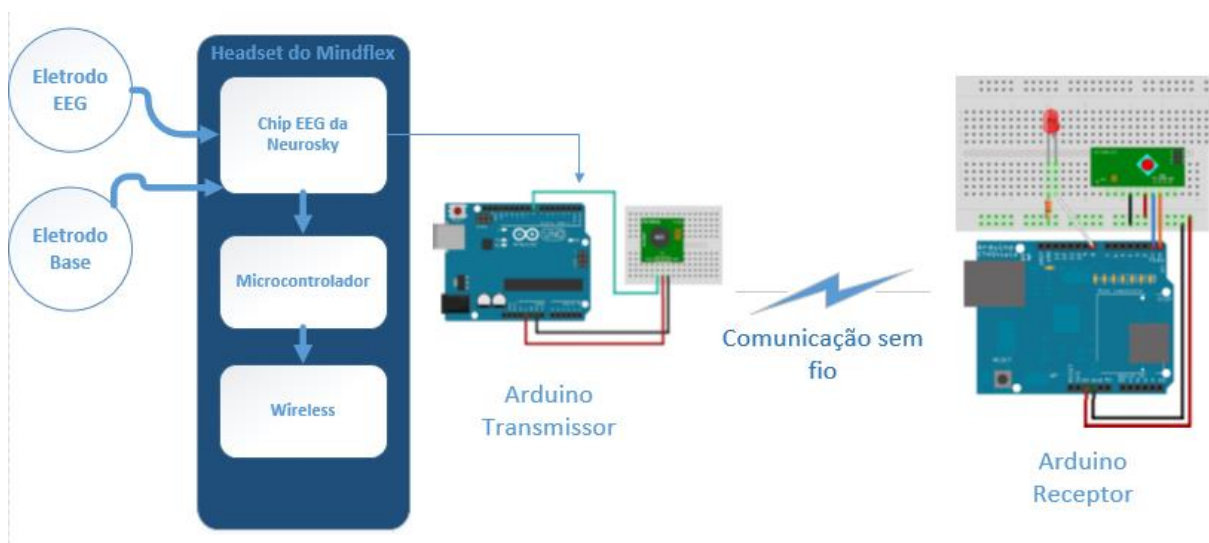 Headset do Mindflex
Eletrodo
EEG
Chip EEG da
Neurosky
Eletrodo
Base
Microcontrolador
Wireless
Arduino
Transmissor
Comunicação sem
fio
Arduino
Receptor